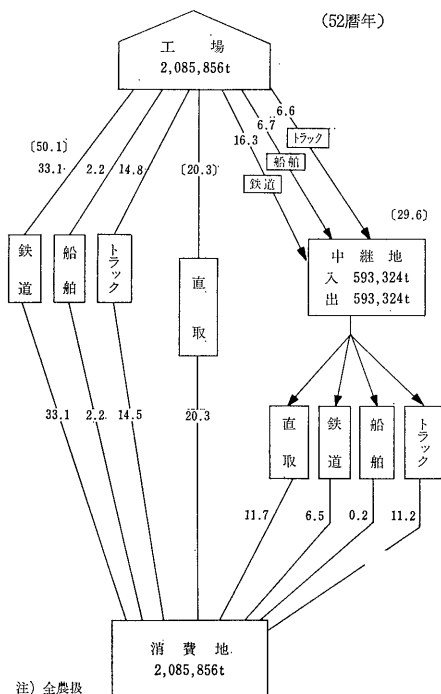 (52暦年)
工場
2,085,856t
〔50.1〕
33.1
2.2
14.8
〔20.3〕
16.3
6.7
6.6
トラック
船舶
鉄道
〔29.6〕
鉄道
船舶
トラック
直取
中継地
入 593,324t
出 593,324t
33.1
2.2
14.5
20.3
直取
鉄道
船舶
トラック
11.7
6.5
0.2
11.2
消費地
2,085,856t
注) 全農扱